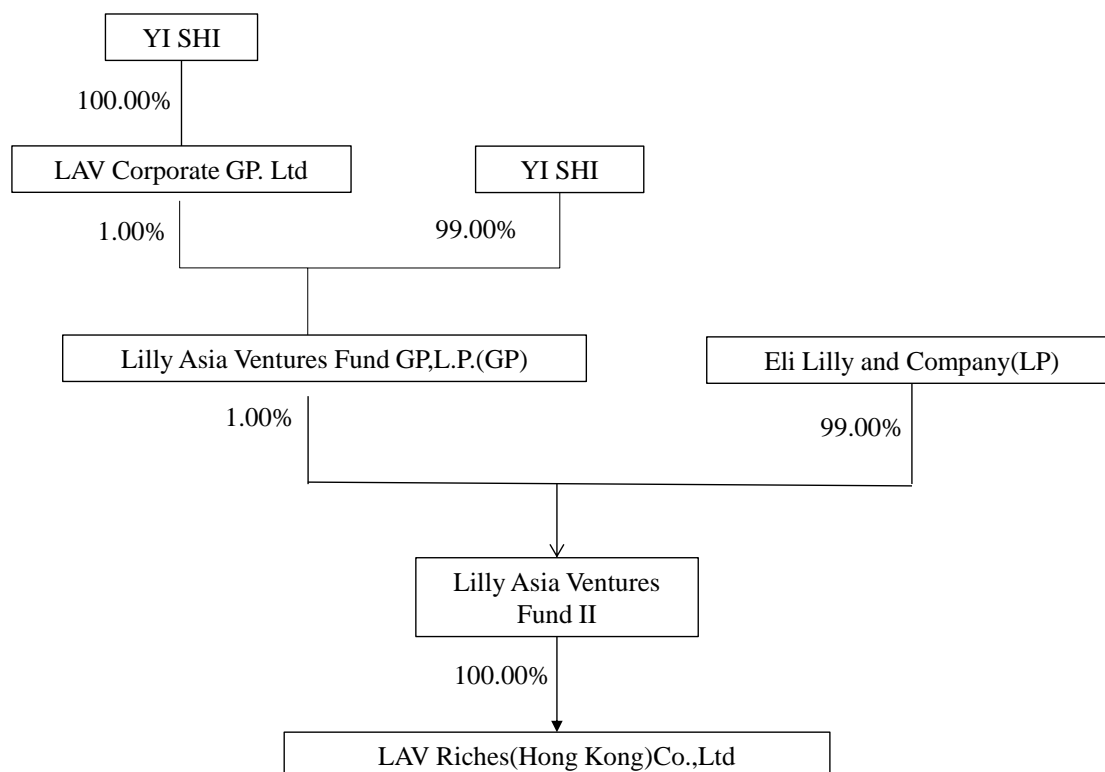 YI SHI
100.00%
LAV Corporate GP. Ltd
YI SHI
1.00%
99.00%
Lilly Asia Ventures Fund GP,L.P.(GP)
Eli Lilly and Company(LP)
1.00%
99.00%
Lilly Asia Ventures
Fund II
100.00%
LAV Riches(Hong Kong)Co.,Ltd